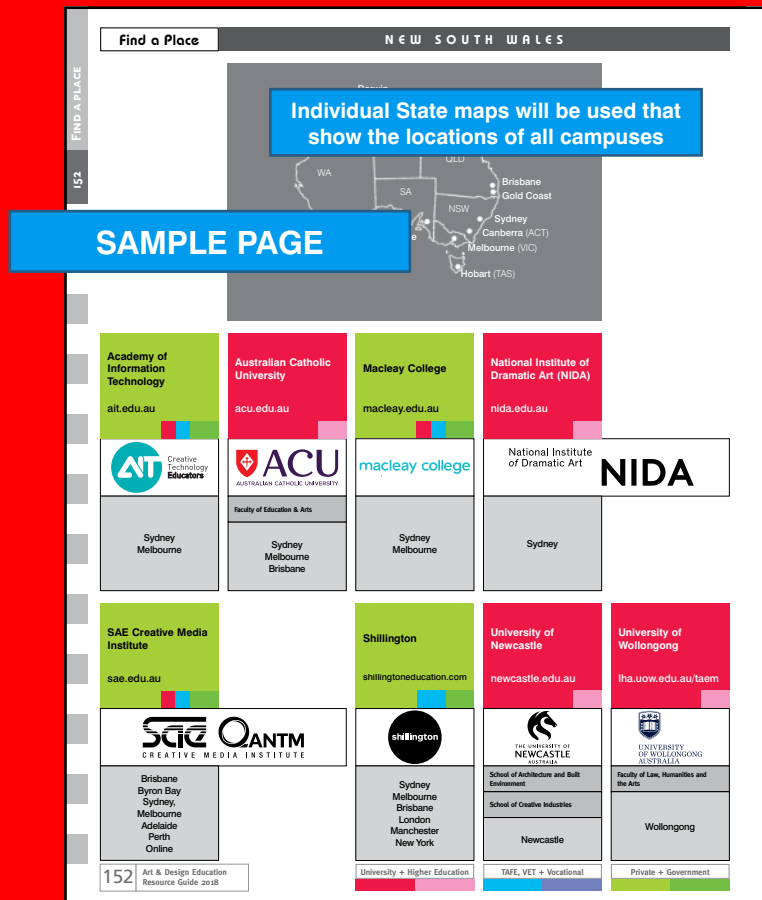 Find a Place
NEW SOUTH WALES
FIND A PLACE
152
Individual State maps will be used that
show the locations of all campuses
WA
QLD
SA
NSW
Brisbane
Gold Coast
Sydney
Canberra (ACT)
Melbourne (VIC)
Hobart (TAS)
SAMPLE PAGE
Academy of
Information
Technology
ait.edu.au
Australian Catholic
University
acu.edu.au
Macleay College
macleay.edu.au
National Institute of
Dramatic Art (NIDA)
nida.edu.au
AIT
Creative
Technology
Educators
ACU
AUSTRALIAN CATHOLIC UNIVERSITY
macleay college
National Institute
of Dramatic Art
NIDA
Sydney
Melbourne
Faculty of Education & Arts
Sydney
Melbourne
Brisbane
Sydney
Melbourne
Sydney
SAE Creative Media
Institute
sae.edu.au
Shillington
shillingtoneducation.com
University of
Newcastle
newcastle.edu.au
University of
Wollongong
lha.uow.edu.au/taem
sae QANTM
CREATIVE MEDIA INSTITUTE
shillington
THE UNIVERSITY OF
NEWCASTLE
AUSTRALIA
UNIVERSITY
OF WOLLONGONG
AUSTRALIA
Brisbane
Byron Bay
Sydney,
Melbourne
Adelaide
Perth
Online
Sydney
Melbourne
Brisbane
London
Manchester
New York
School of Architecture and Built
Environment
School of Creative Industries
Newcastle
Faculty of Law, Humanities and
the Arts
Wollongong
152
Art & Design Education
Resource Guide 2018
University + Higher Education
TAFE, VET + Vocational
Private + Government